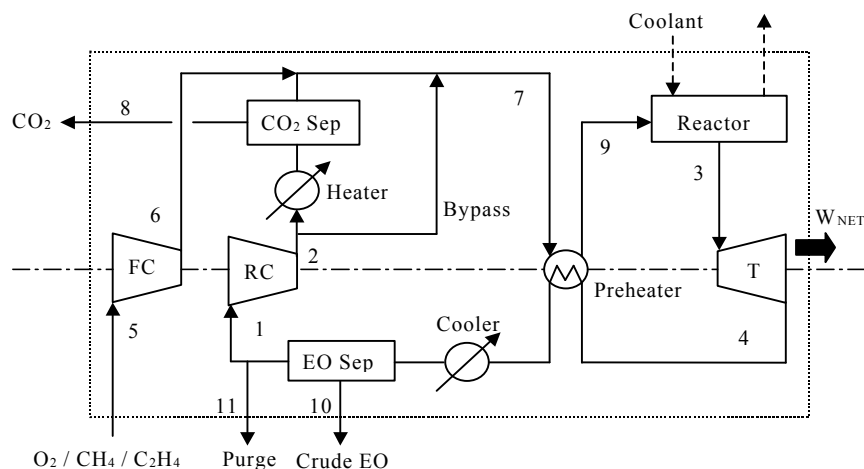 Coolant
8
CO₂
CO₂ Sep
7
Reactor
9
3
6
Heater
Bypass
W_NET
FC
RC
2
T
Preheater
5
1
Cooler
4
EO Sep
11
10
O₂ / CH₄ / C₂H₄
Purge
Crude EO